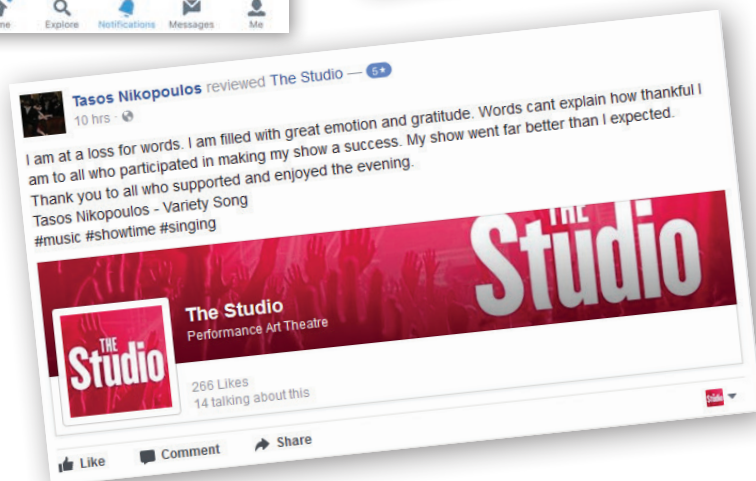 Explore
Notifications
Messages
Me
Tasos Nikopoulos reviewed The Studio — 5★
10 hrs ·
I am at a loss for words. I am filled with great emotion and gratitude. Words cant explain how thankful I
am to all who participated in making my show a success. My show went far better than I expected.
Thank you to all who supported and enjoyed the evening.
Tasos Nikopoulos - Variety Song
#music #showtime #singing
THE
Studio
THE
Studio
The Studio
Performance Art Theatre
266 Likes
14 talking about this
Like
Comment
Share
Studio